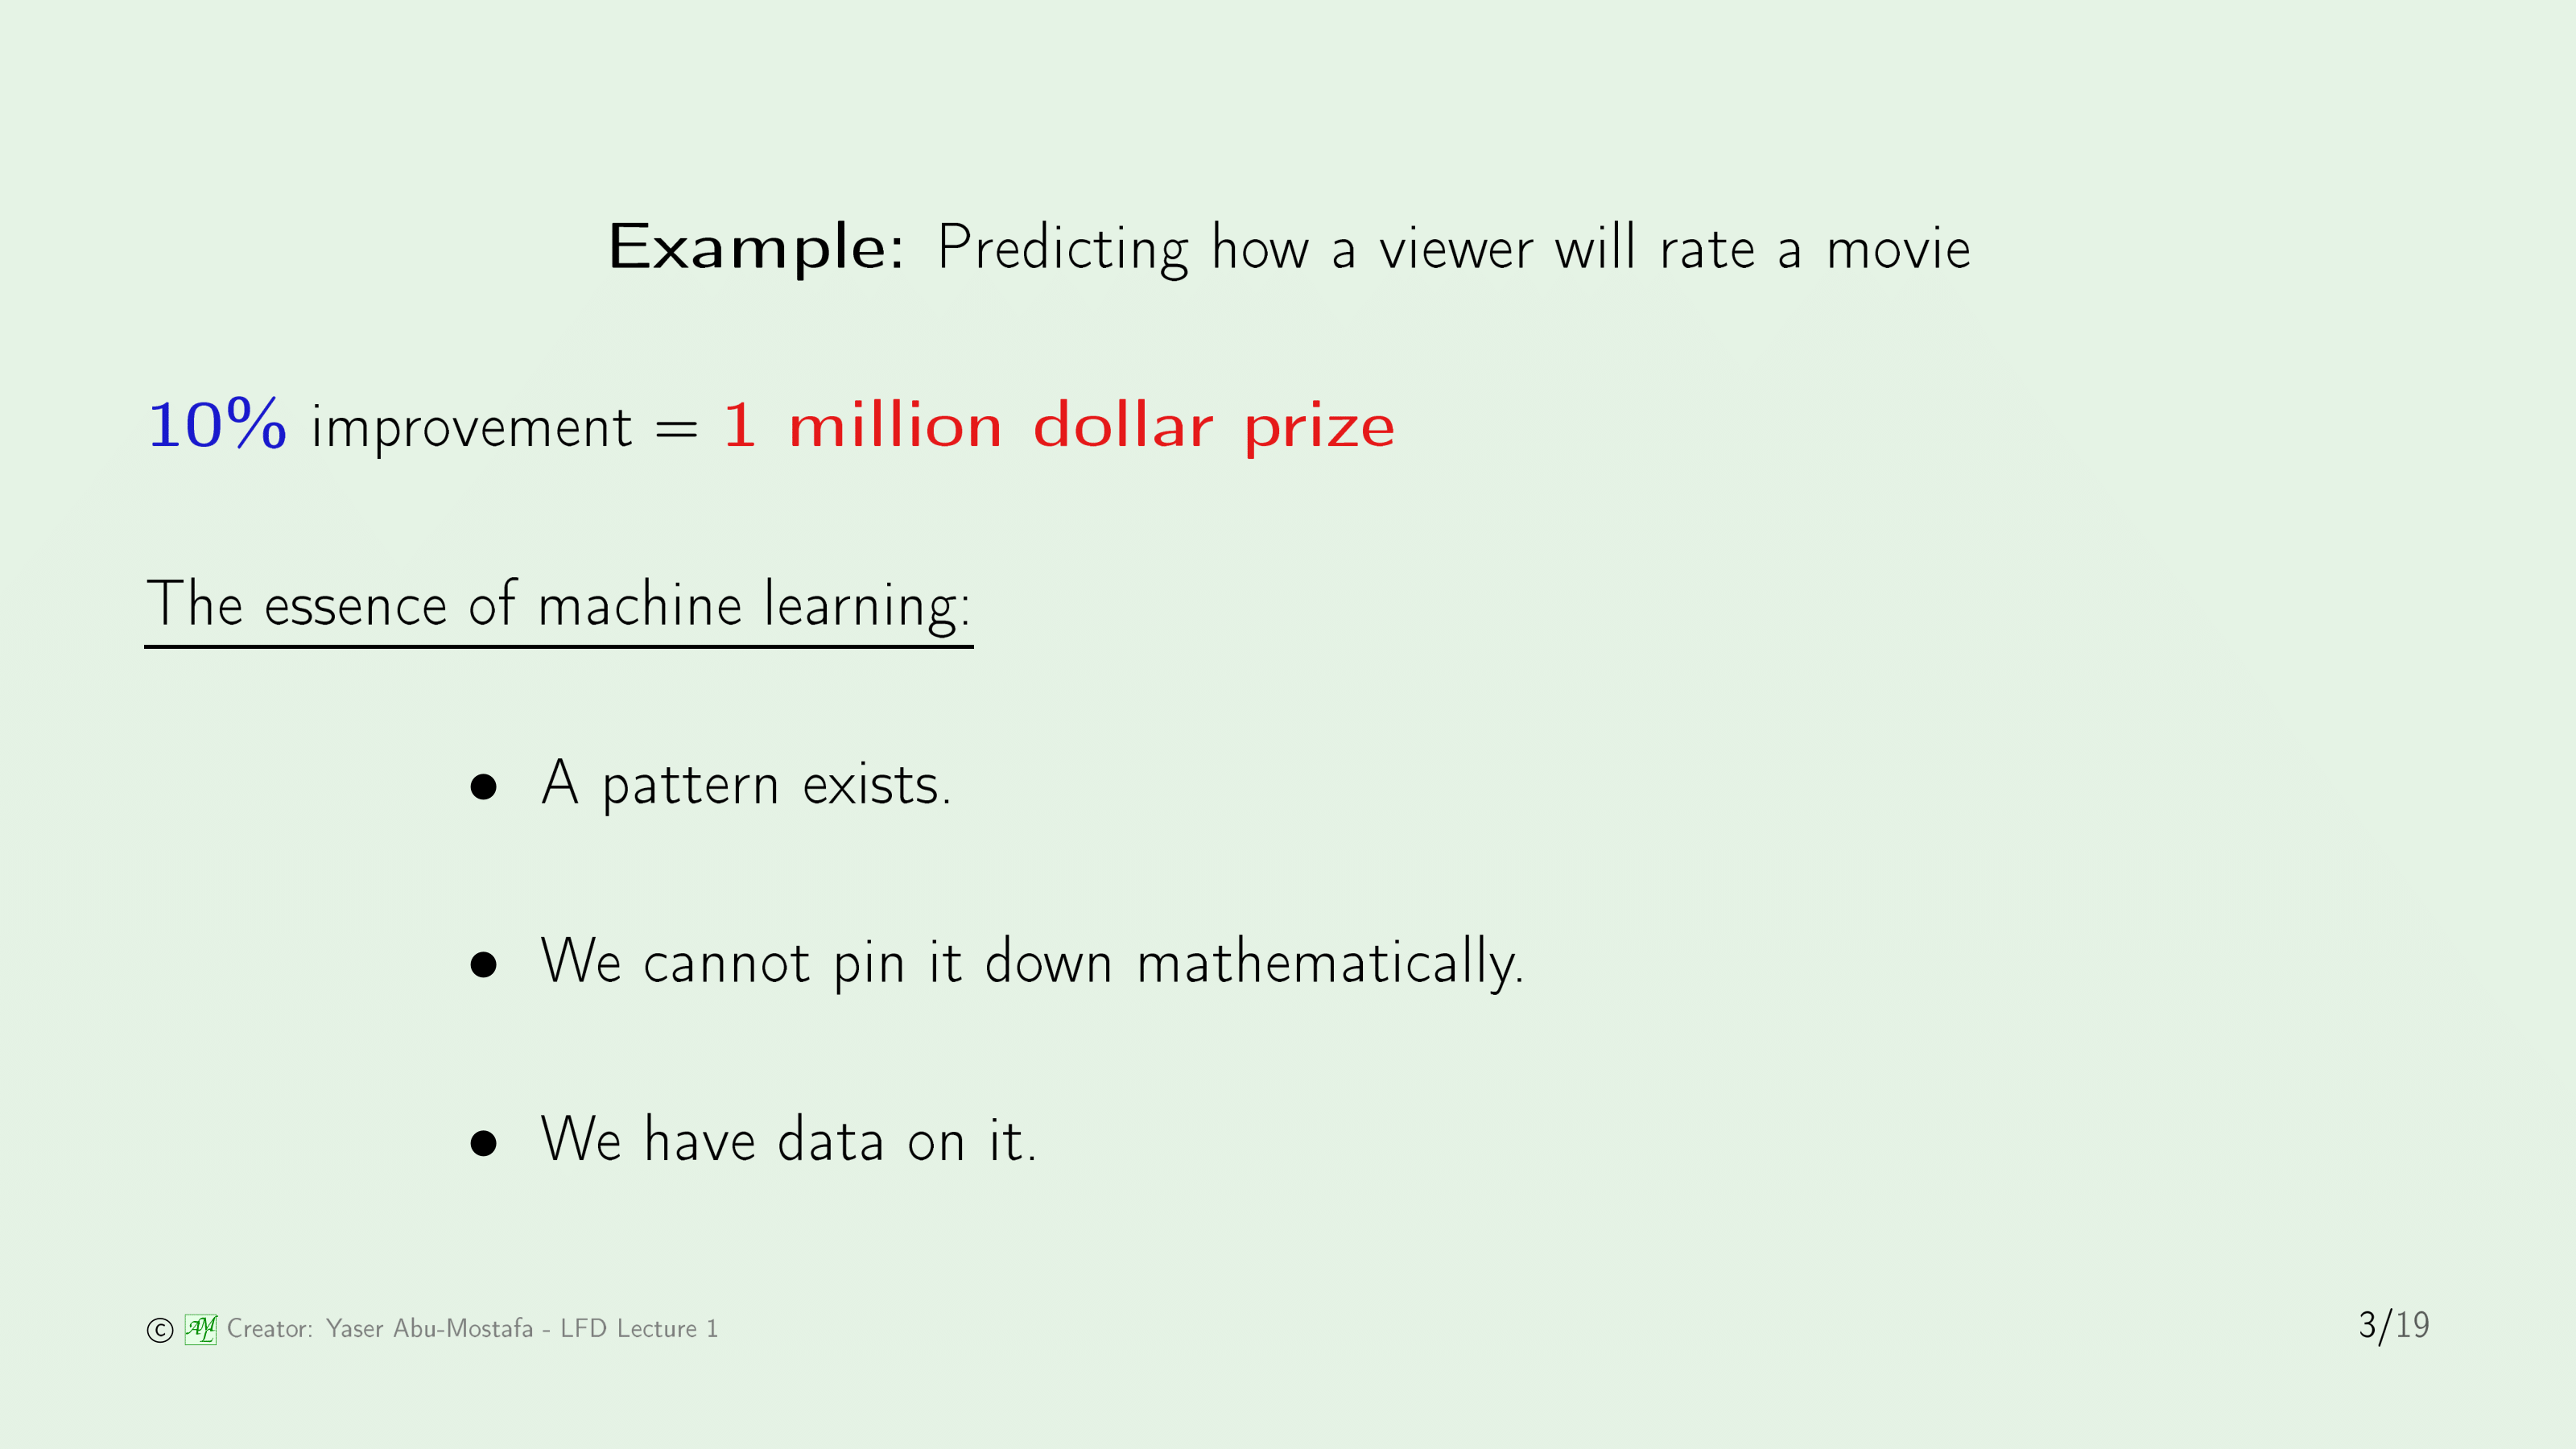 Example: Predicting how a viewer will rate a movie
10% improvement = 1 million dollar prize
The essence of machine learning:
• A pattern exists.
• We cannot pin it down mathematically.
• We have data on it.
© AML Creator: Yaser Abu-Mostafa - LFD Lecture 1
3/19